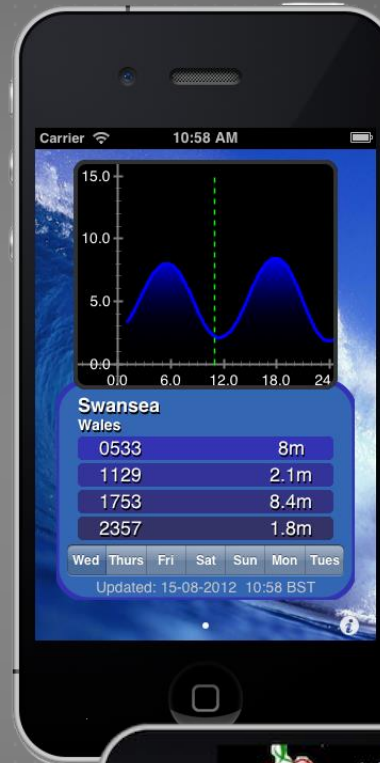 Carrier 10:58 AM
15.0
10.0
5.0
0.0
0.0 6.0 12.0 18.0 24
Swansea
Wales
0533 8m
1129 2.1m
1753 8.4m
2357 1.8m
Wed Thurs Fri Sat Sun Mon Tues
Updated: 15-08-2012 10:58 BST
i